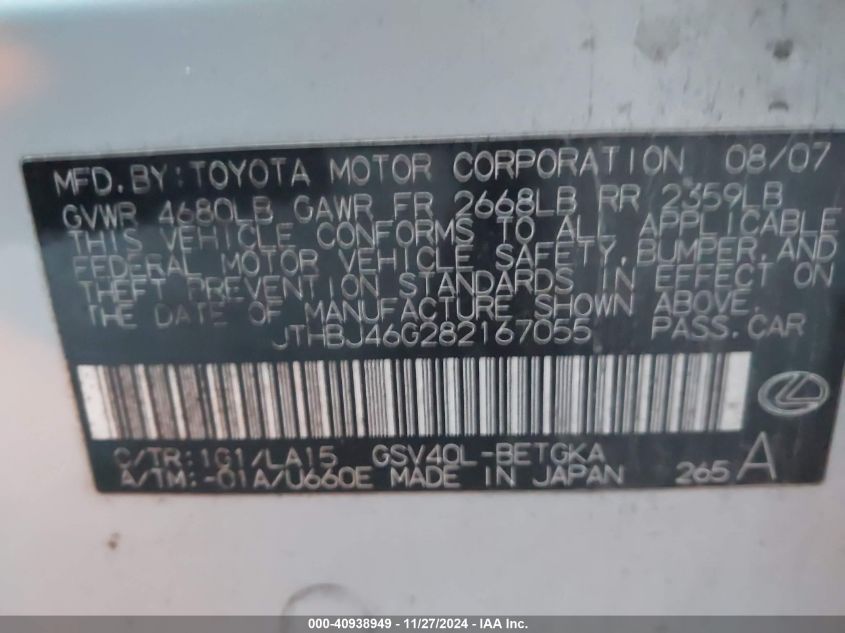 MFD. BY: TOYOTA MOTOR CORPORATION 08/07
GVWR 4680LB GAWR FR 2668LB RR 2359LB
THIS VEHICLE CONFORMS TO ALL APPLICABLE
FEDERAL MOTOR VEHICLE SAFETY, BUMPER, AND
THEFT PREVENTION STANDARDS IN EFFECT ON
THE DATE OF MANUFACTURE SHOWN ABOVE.
JTHBJ46G282167055 PASS. CAR
C/TR: 1G1/LA15 GSV40L-BETGKA
A/TM: -01A/U660E MADE IN JAPAN 265 A
000-40938949 - 11/27/2024 - IAA Inc.